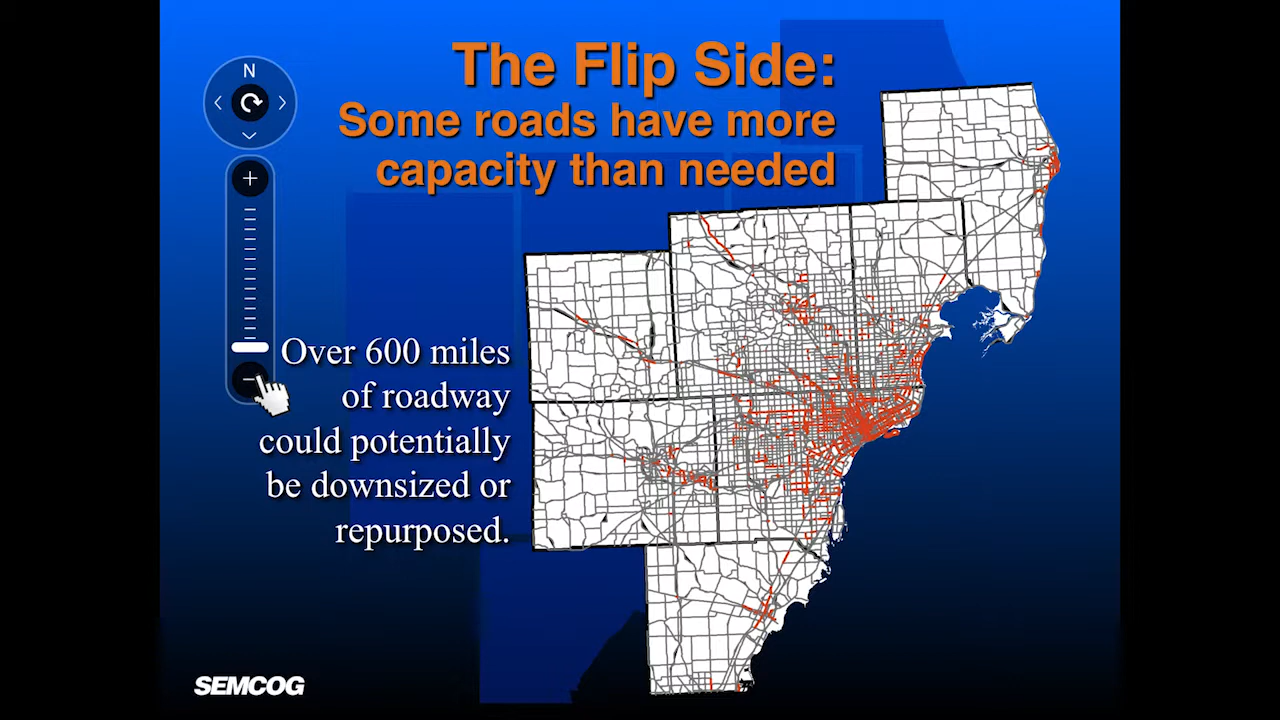 The Flip Side:
Some roads have more
capacity than needed
N
Over 600 miles
of roadway
could potentially
be downsized or
repurposed.
SEMCOG